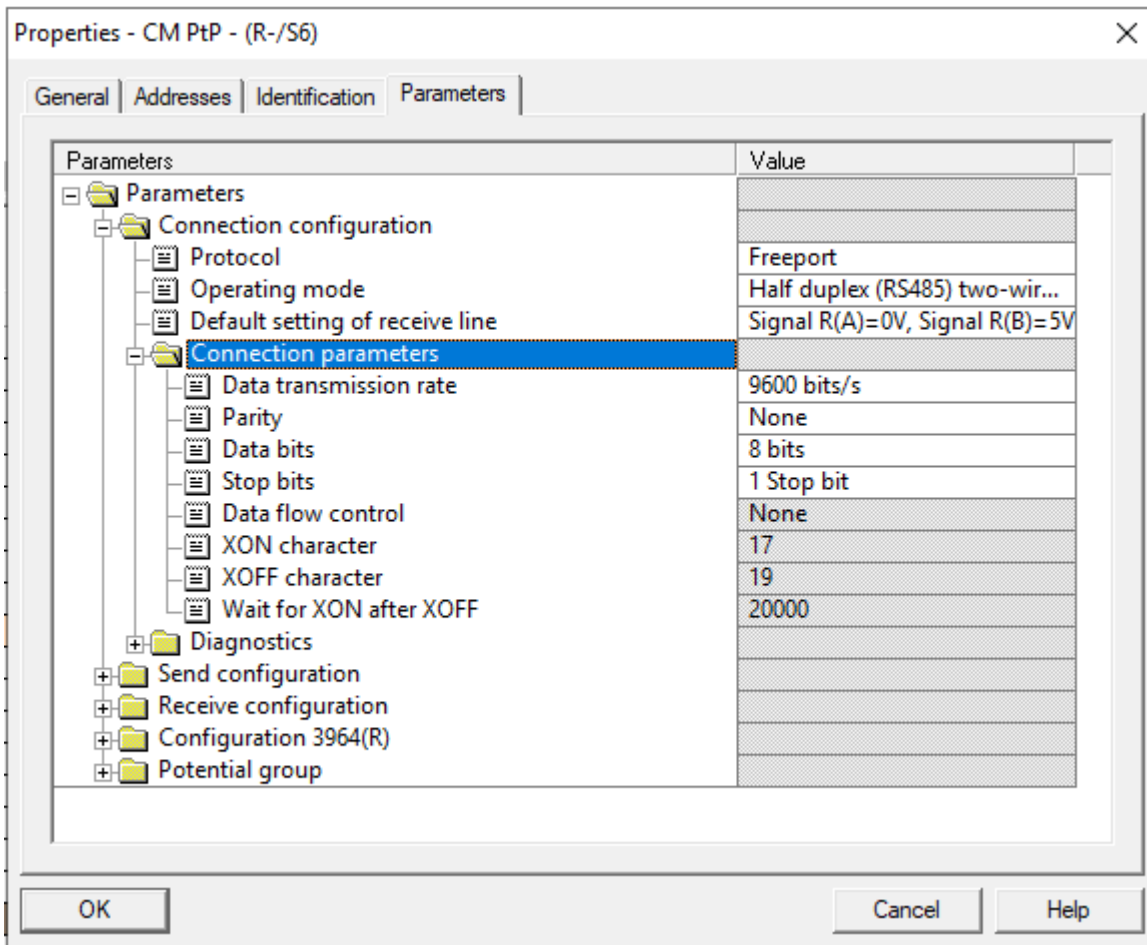 Properties - CM PtP - (R-/S6)
General Addresses Identification Parameters
Parameters Value
Parameters
Connection configuration
Protocol Freeport
Operating mode Half duplex (RS485) two-wir...
Default setting of receive line Signal R(A)=0V, Signal R(B)=5V
Connection parameters
Data transmission rate 9600 bits/s
Parity None
Data bits 8 bits
Stop bits 1 Stop bit
Data flow control None
XON character 17
XOFF character 19
Wait for XON after XOFF 20000
Diagnostics
Send configuration
Receive configuration
Configuration 3964(R)
Potential group
OK Cancel Help